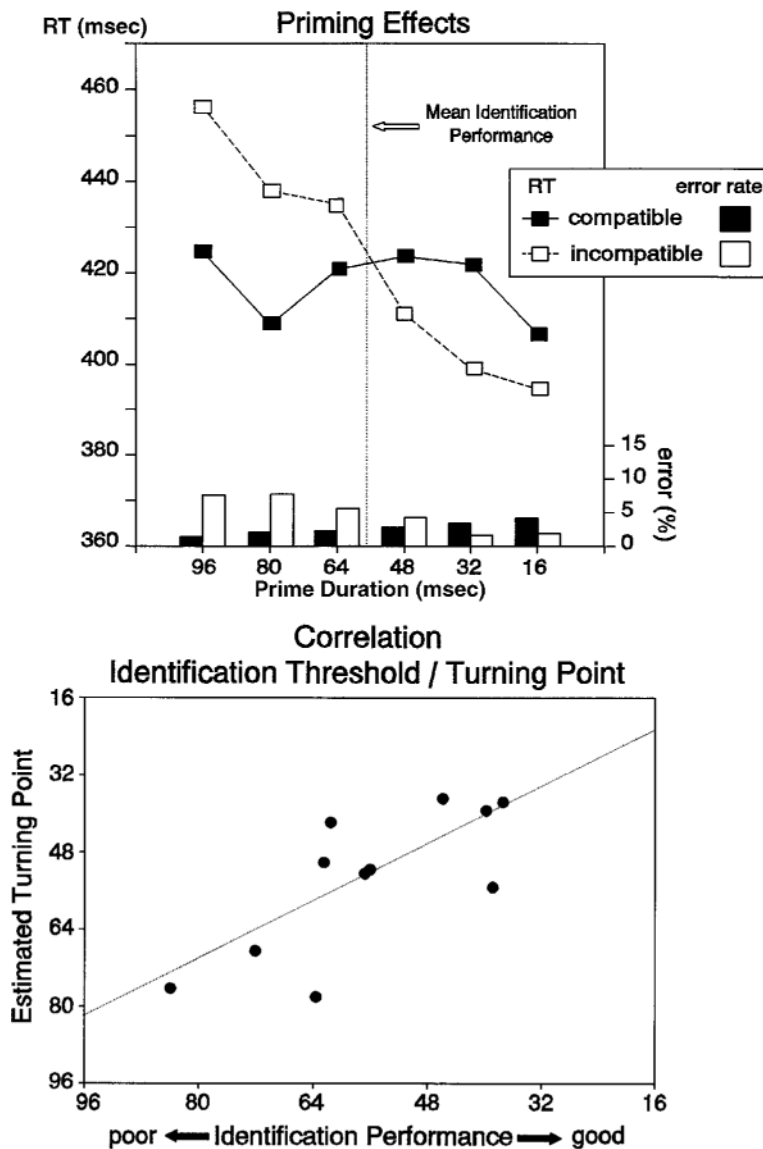 Priming Effects
RT (msec)
460
440
420
400
380
360
Mean Identification
Performance
RT error rate
compatible
incompatible
15
10
5
0
error (%)
96 80 64 48 32 16
Prime Duration (msec)
Correlation
Identification Threshold / Turning Point
16
32
48
64
80
96
Estimated Turning Point
96 80 64 48 32 16
poor Identification Performance good